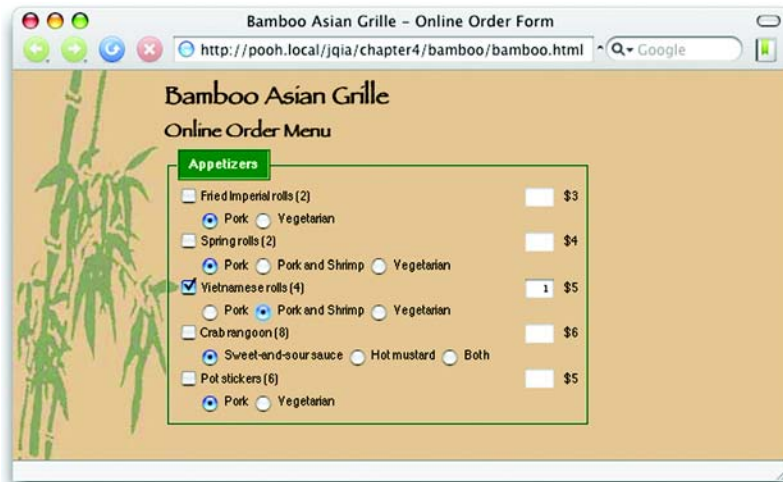 Bamboo Asian Grille – Online Order Form
http://pooh.local/jqia/chapter4/bamboo/bamboo.html
Google
Bamboo Asian Grille
Online Order Menu
Appetizers
Fried Imperial rolls (2) $3
Pork Vegetarian
Spring rolls (2) $4
Pork Pork and Shrimp Vegetarian
Vietnamese rolls (4) 1 $5
Pork Pork and Shrimp Vegetarian
Crab rangoon (8) $6
Sweet-and-sour sauce Hot mustard Both
Pot stickers (6) $5
Pork Vegetarian